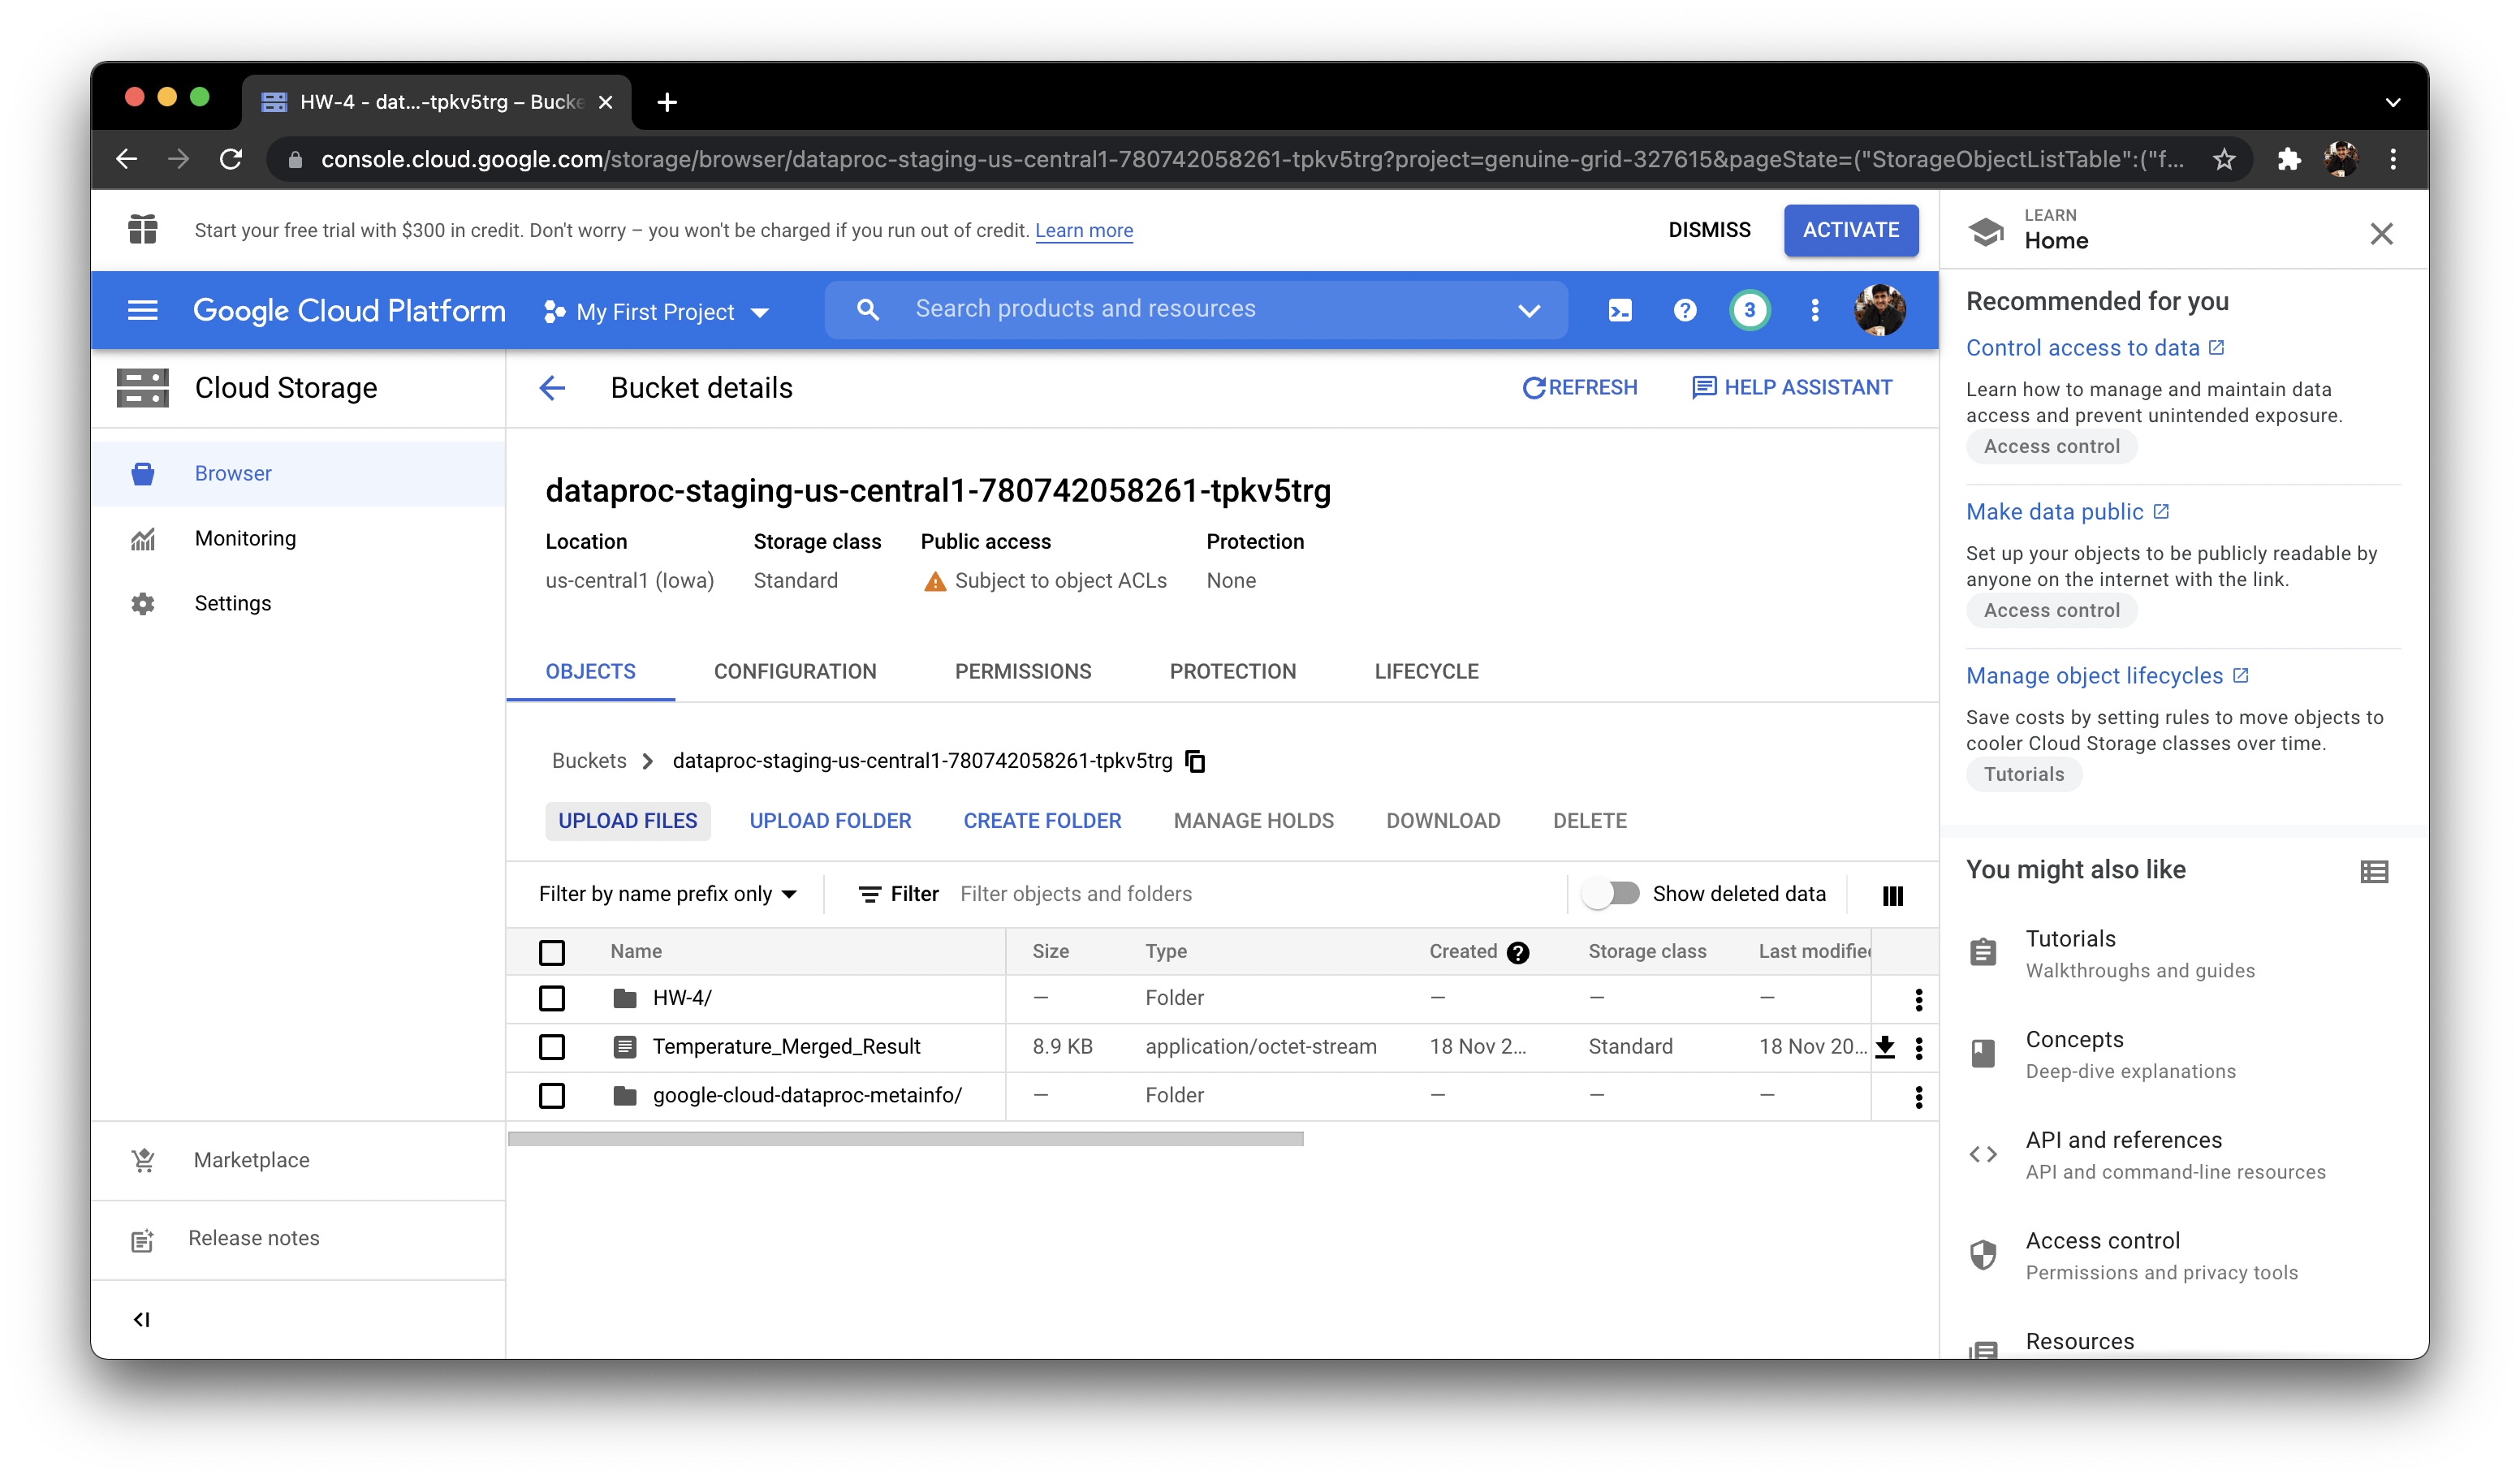 HW-4 - dat...-tpkv5trg – Bucke
console.cloud.google.com/storage/browser/dataproc-staging-us-central1-780742058261-tpkv5trg?project=genuine-grid-327615&pageState=("StorageObjectListTable":("f...
Start your free trial with $300 in credit. Don't worry – you won't be charged if you run out of credit. Learn more
DISMISS
ACTIVATE
Google Cloud Platform
My First Project
Search products and resources
3
Cloud Storage
Browser
Monitoring
Settings
Marketplace
Release notes
Bucket details
REFRESH
HELP ASSISTANT
dataproc-staging-us-central1-780742058261-tpkv5trg
Location Storage class Public access Protection
us-central1 (Iowa) Standard Subject to object ACLs None
OBJECTS CONFIGURATION PERMISSIONS PROTECTION LIFECYCLE
Buckets dataproc-staging-us-central1-780742058261-tpkv5trg
UPLOAD FILES UPLOAD FOLDER CREATE FOLDER MANAGE HOLDS DOWNLOAD DELETE
Filter by name prefix only Filter Filter objects and folders Show deleted data
Name Size Type Created Storage class Last modified
HW-4/ — Folder — — —
Temperature_Merged_Result 8.9 KB application/octet-stream 18 Nov 2... Standard 18 Nov 20...
google-cloud-dataproc-metainfo/ — Folder — — —
LEARN
Home
Recommended for you
Control access to data
Learn how to manage and maintain data
access and prevent unintended exposure.
Access control
Make data public
Set up your objects to be publicly readable by
anyone on the internet with the link.
Access control
Manage object lifecycles
Save costs by setting rules to move objects to
cooler Cloud Storage classes over time.
Tutorials
You might also like
Tutorials
Walkthroughs and guides
Concepts
Deep-dive explanations
API and references
API and command-line resources
Access control
Permissions and privacy tools
Resources